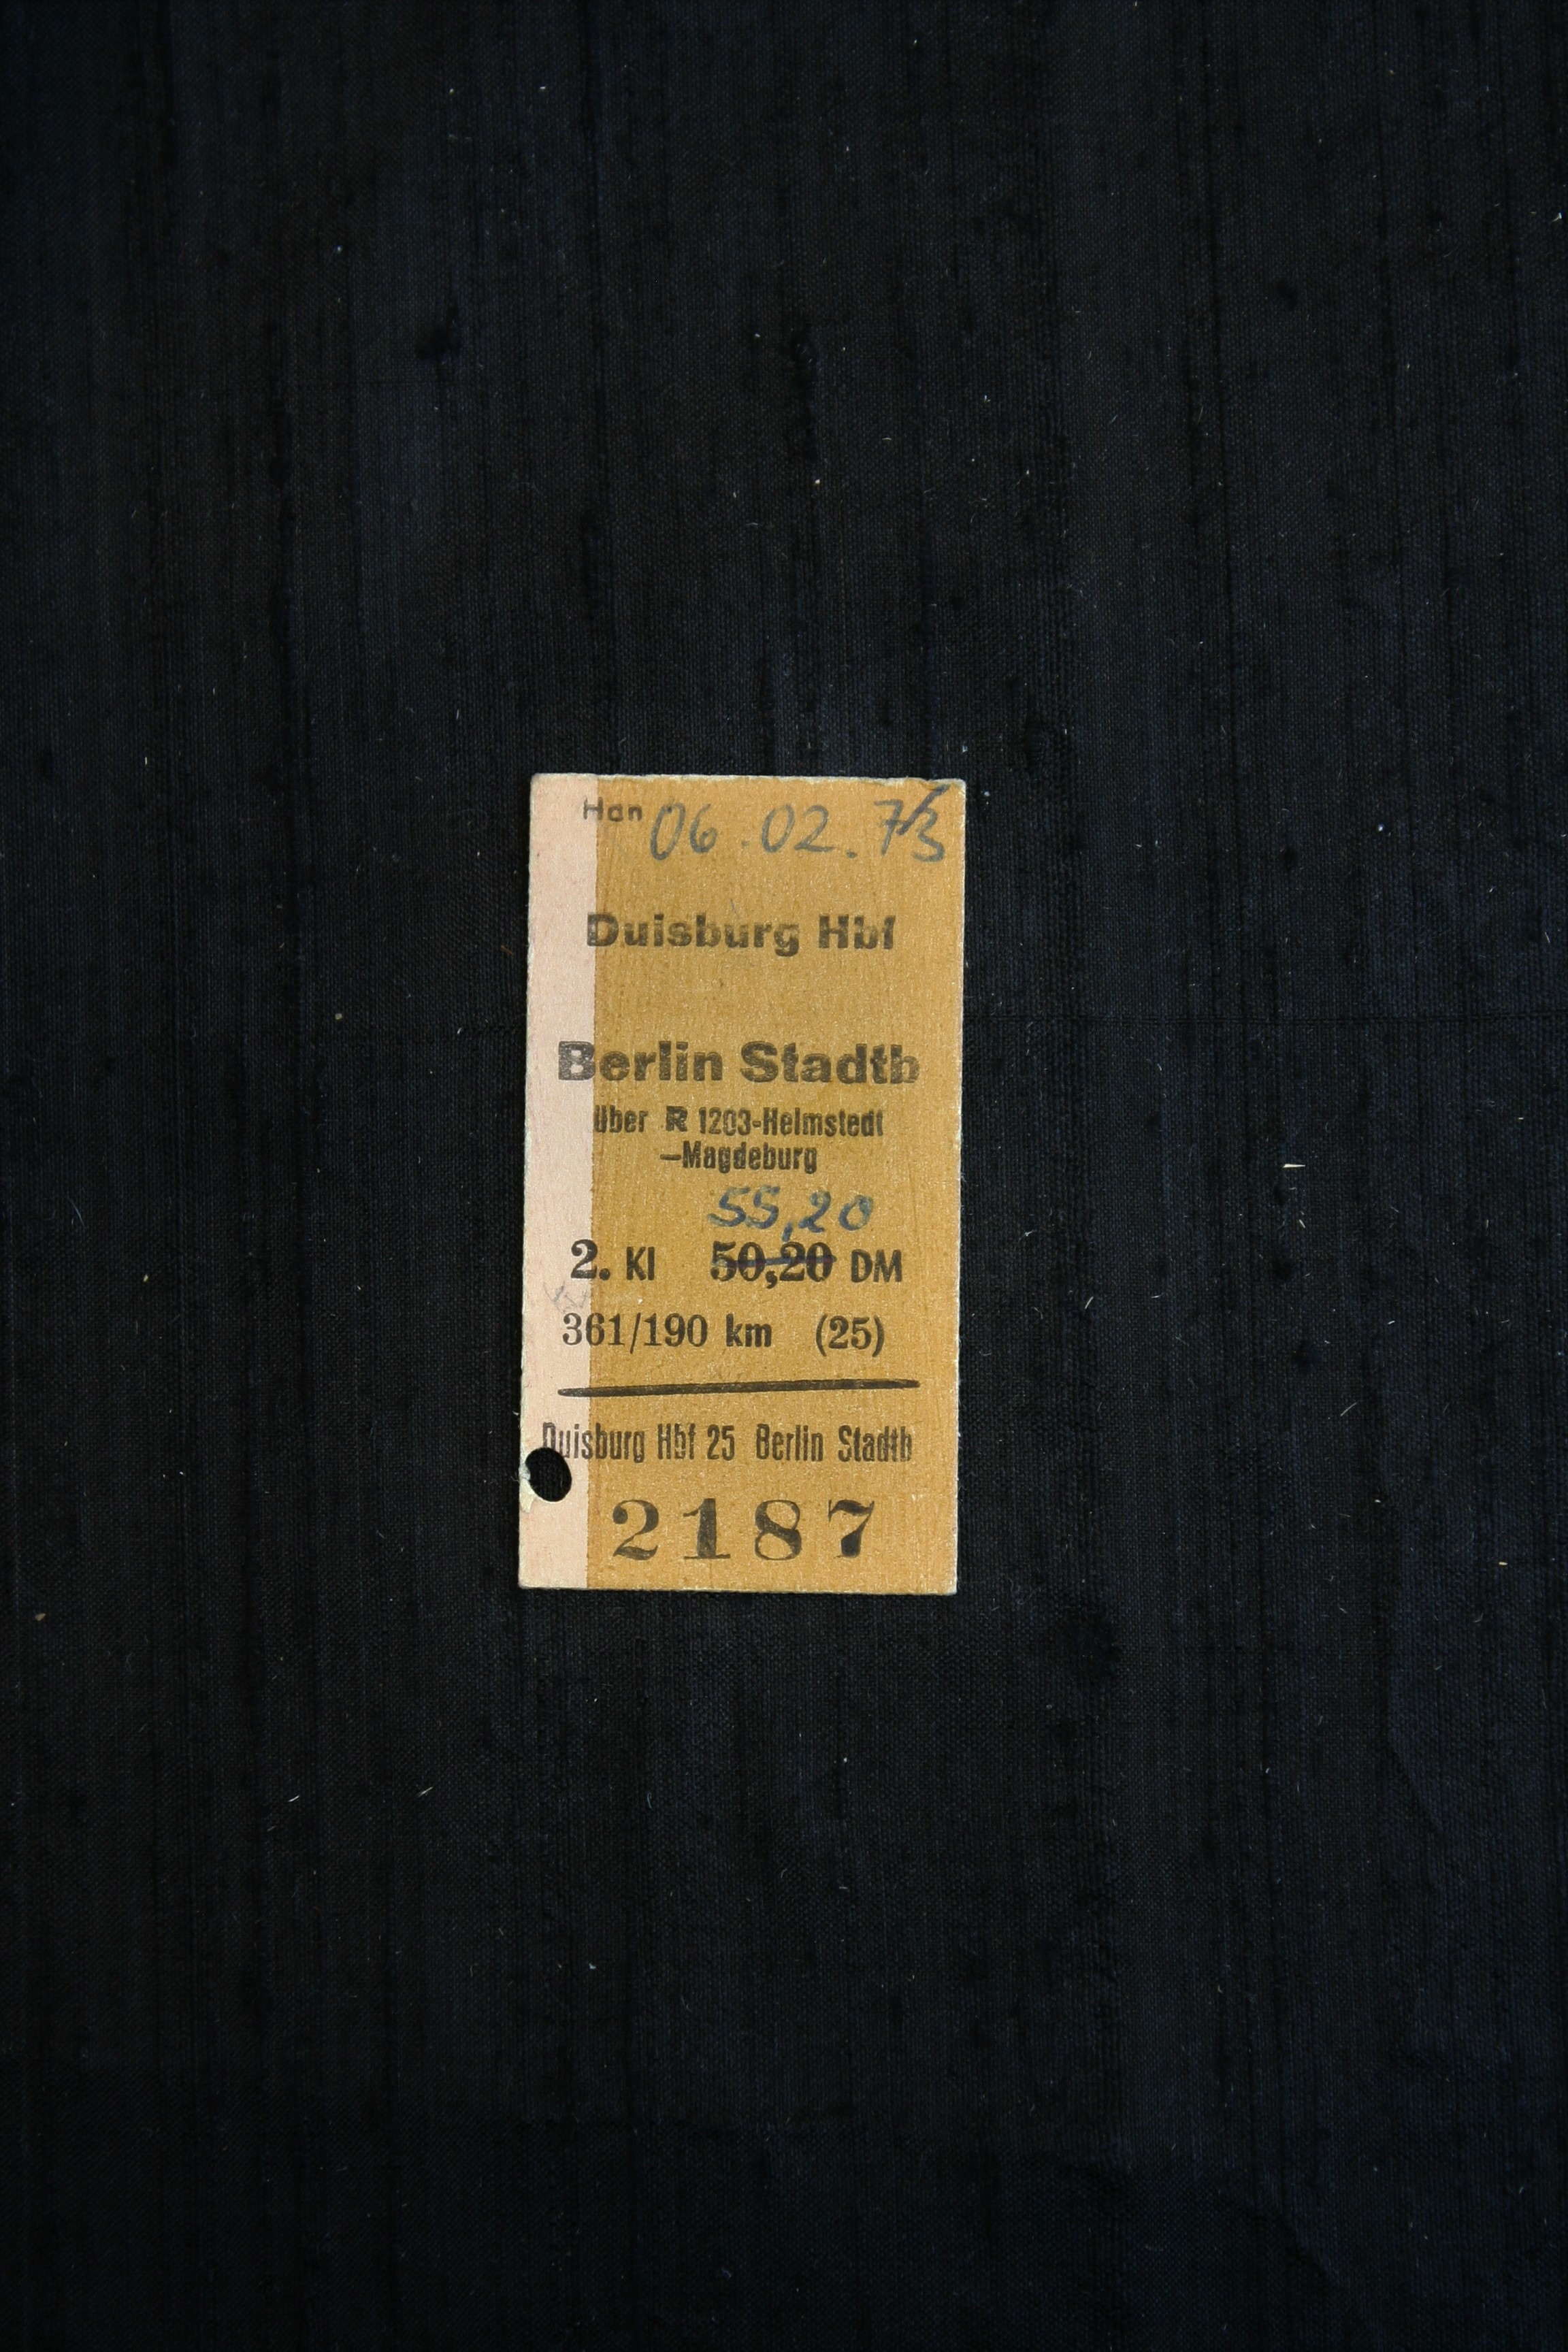 Han 06.02.73
Duisburg Hbf
Berlin Stadtb
über R 1203-Helmstedt
–Magdeburg
55,20
2. Kl 50,20 DM
361/190 km (25)
Duisburg Hbf 25 Berlin Stadtb
2187